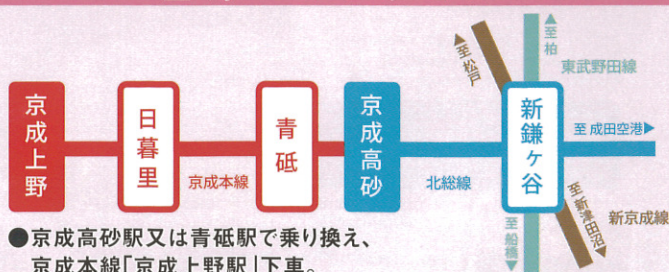 ▲至松戸
▲至柏
東武野田線
京成上野
日暮里
青砥
京成高砂
新鎌ヶ谷
至 成田空港▶
京成本線
北総線
至船橋▼
至新津田沼▼
新京成線
●京成高砂駅又は青砥駅で乗り換え、
京成本線「京成上野駅」下車。